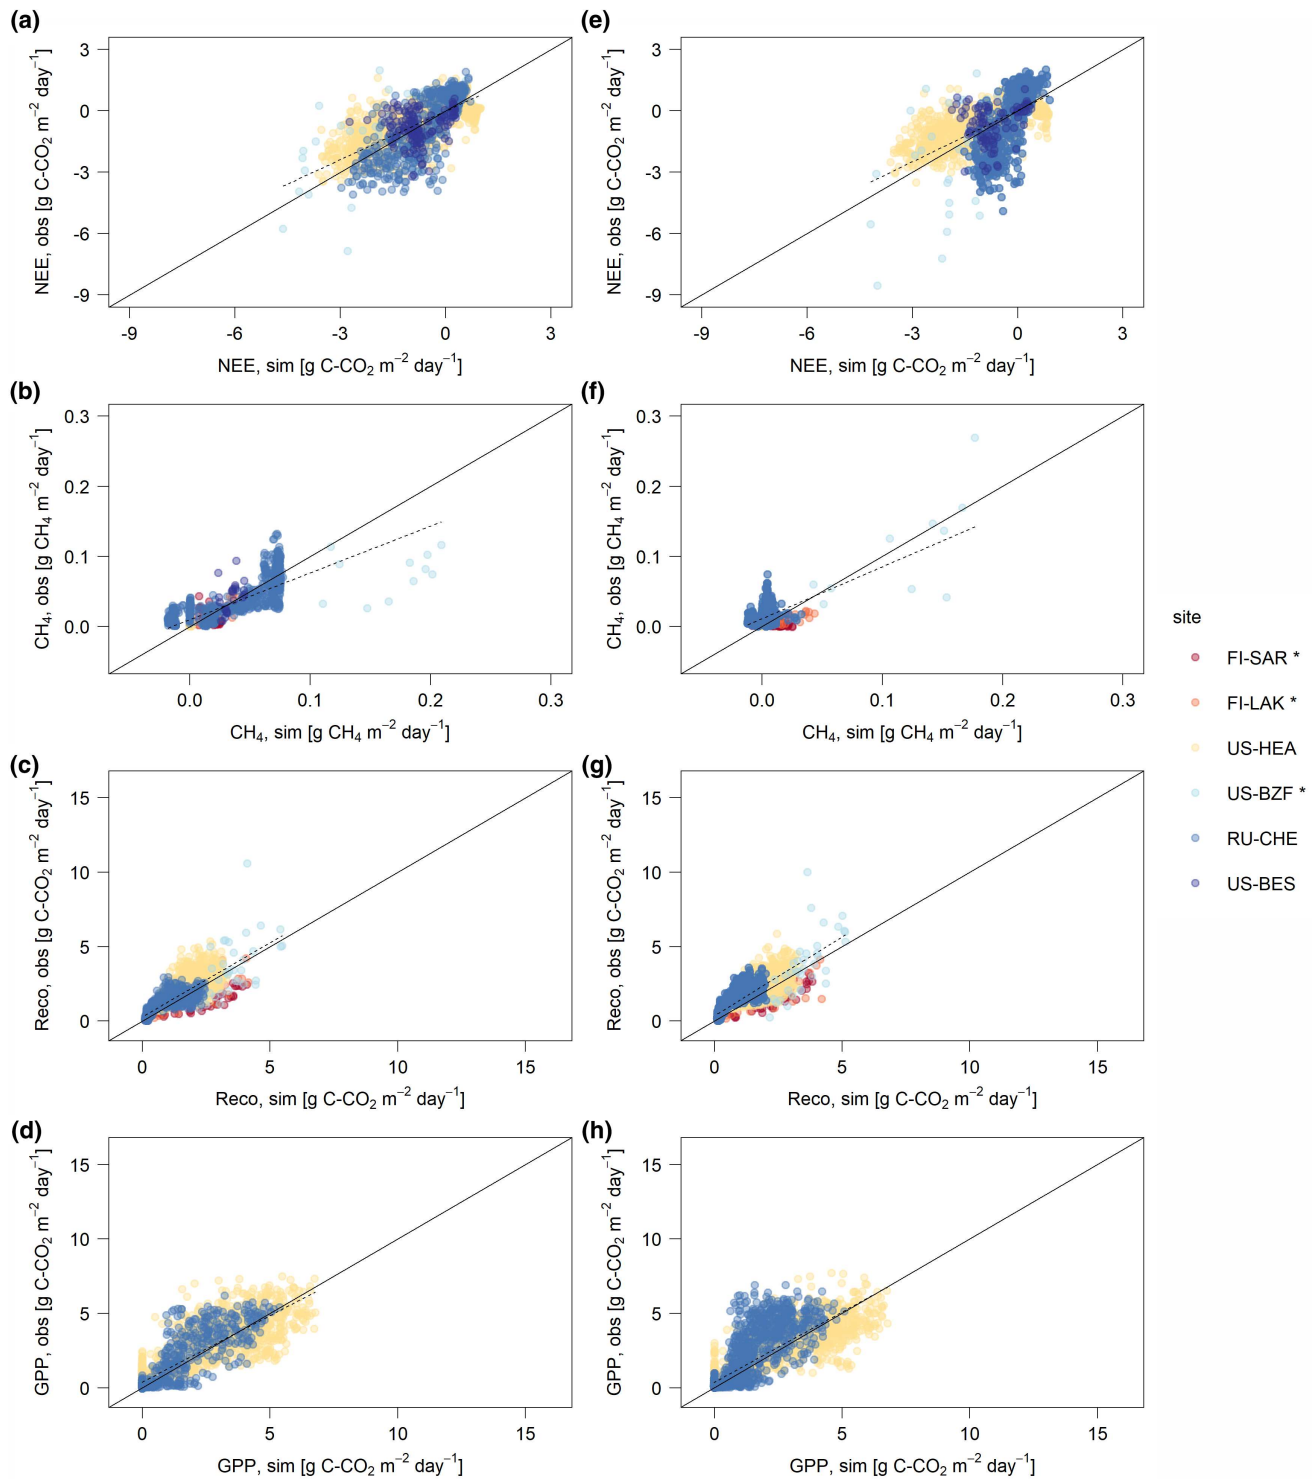 (a)
NEE, obs [g C-CO₂ m⁻² day⁻¹]
3
0
-3
-6
-9
-9 -6 -3 0 3
NEE, sim [g C-CO₂ m⁻² day⁻¹]
(e)
NEE, obs [g C-CO₂ m⁻² day⁻¹]
3
0
-3
-6
-9
-9 -6 -3 0 3
NEE, sim [g C-CO₂ m⁻² day⁻¹]
(b)
CH₄, obs [g CH₄ m⁻² day⁻¹]
0.3
0.2
0.1
0.0
0.0 0.1 0.2 0.3
CH₄, sim [g CH₄ m⁻² day⁻¹]
(f)
CH₄, obs [g CH₄ m⁻² day⁻¹]
0.3
0.2
0.1
0.0
0.0 0.1 0.2 0.3
CH₄, sim [g CH₄ m⁻² day⁻¹]
(c)
Reco, obs [g C-CO₂ m⁻² day⁻¹]
15
10
5
0
0 5 10 15
Reco, sim [g C-CO₂ m⁻² day⁻¹]
(g)
Reco, obs [g C-CO₂ m⁻² day⁻¹]
15
10
5
0
0 5 10 15
Reco, sim [g C-CO₂ m⁻² day⁻¹]
(d)
GPP, obs [g C-CO₂ m⁻² day⁻¹]
15
10
5
0
0 5 10 15
GPP, sim [g C-CO₂ m⁻² day⁻¹]
(h)
GPP, obs [g C-CO₂ m⁻² day⁻¹]
15
10
5
0
0 5 10 15
GPP, sim [g C-CO₂ m⁻² day⁻¹]
site
FI-SAR *
FI-LAK *
US-HEA
US-BZF *
RU-CHE
US-BES